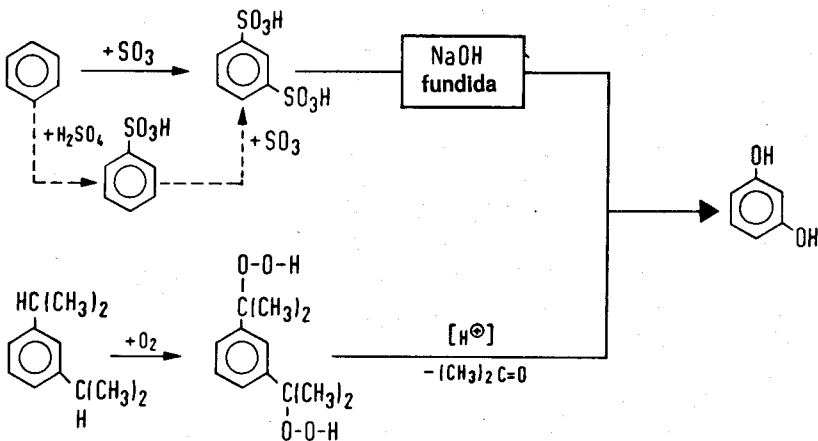 SO₃H
+SO₃
SO₃H
NaOH
fundida
+H₂SO₄
SO₃H
+SO₃
OH
OH
O-O-H
C(CH₃)₂
HC(CH₃)₂
[H⊕]
+O₂
-(CH₃)₂C=O
C(CH₃)₂
H
C(CH₃)₂
O-O-H